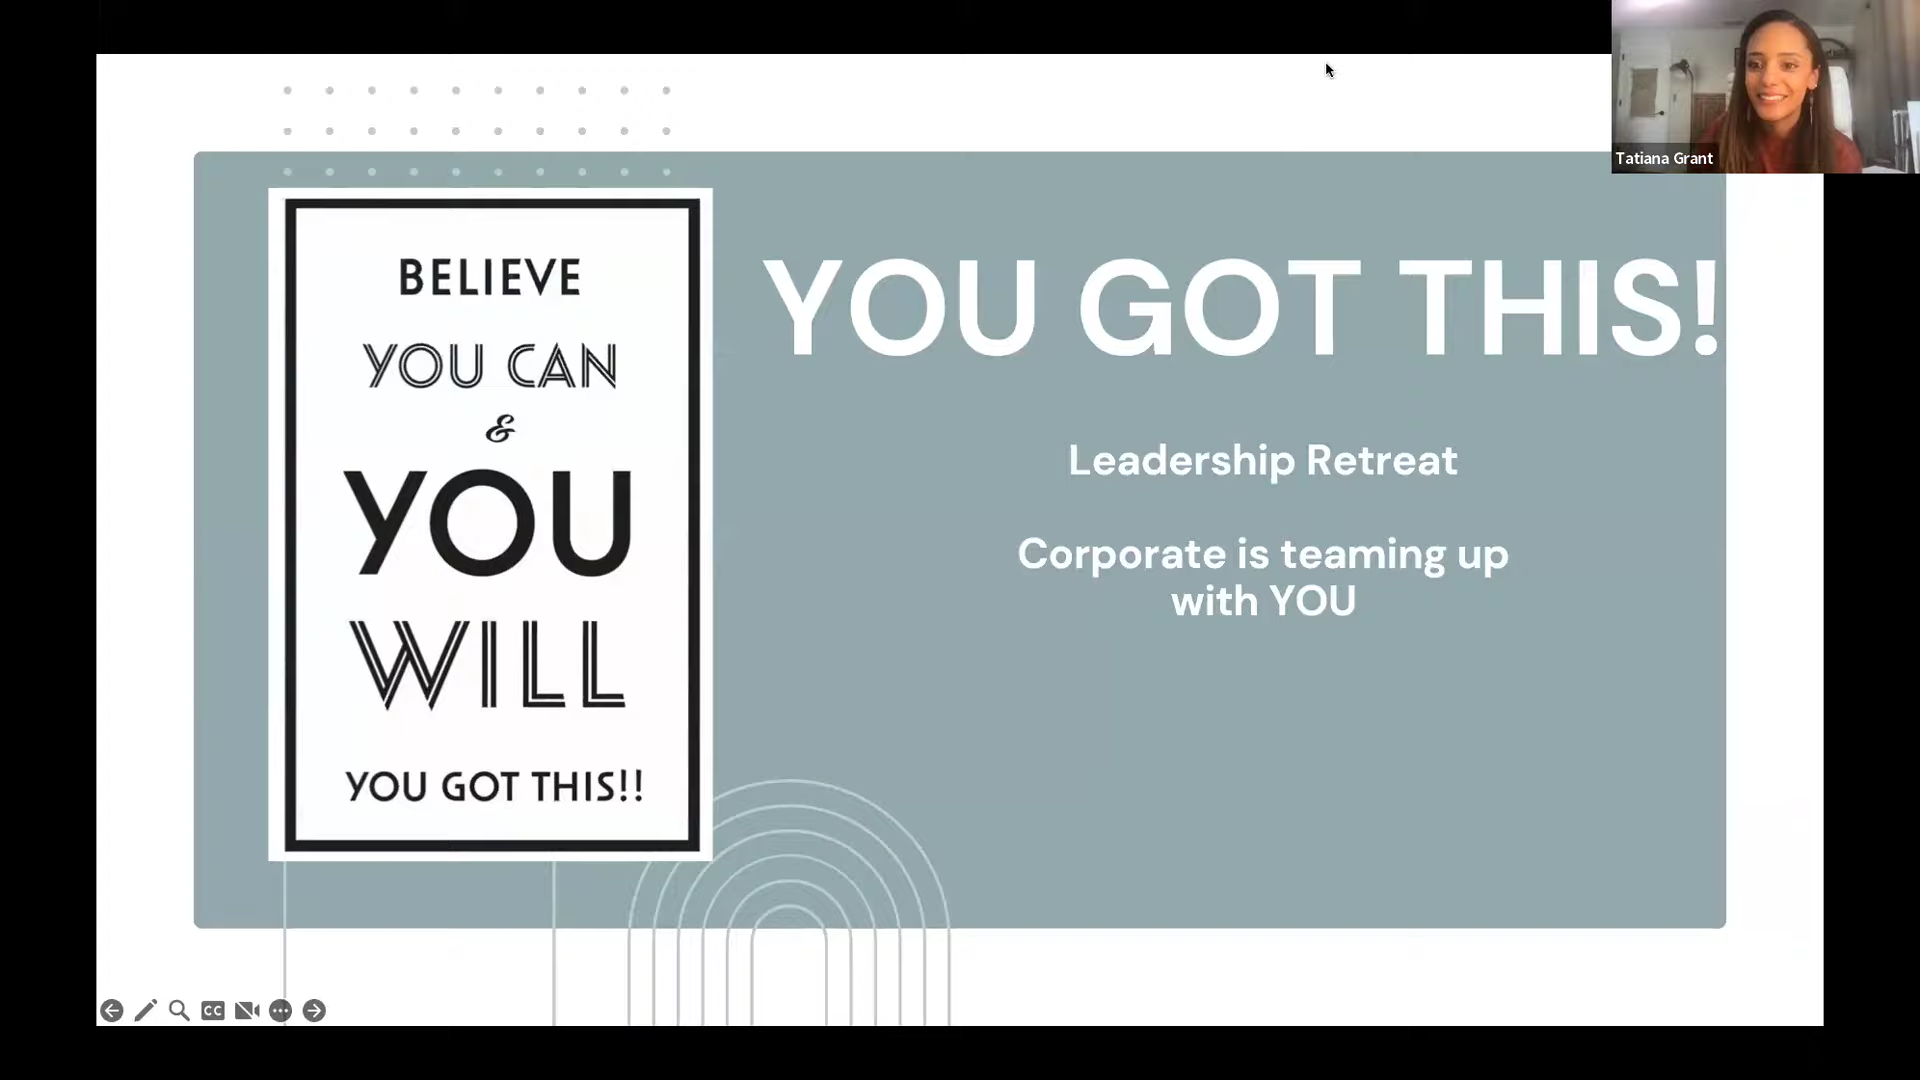 BELIEVE
YOU CAN
&
YOU
WILL
YOU GOT THIS!!
YOU GOT THIS!
Leadership Retreat
Corporate is teaming up
with YOU
Tatiana Grant
CC